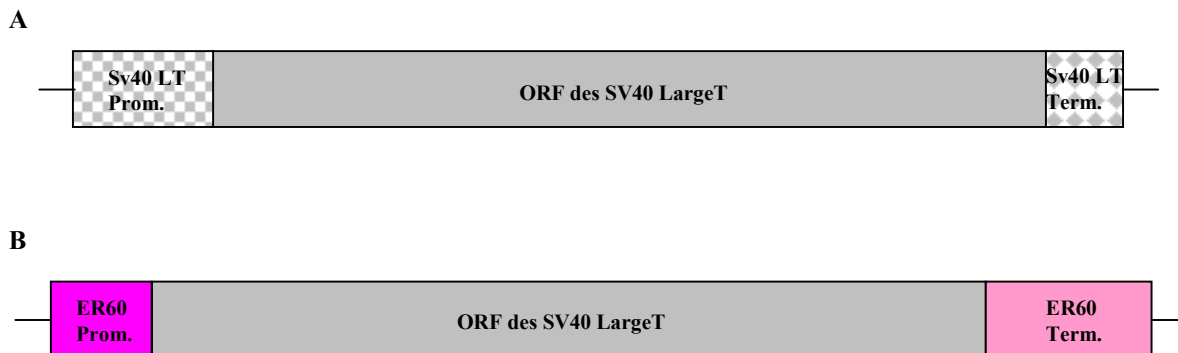 A
Sv40 LT
Prom.
ORF des SV40 LargeT
Sv40 LT
Term.
B
ER60
Prom.
ORF des SV40 LargeT
ER60
Term.